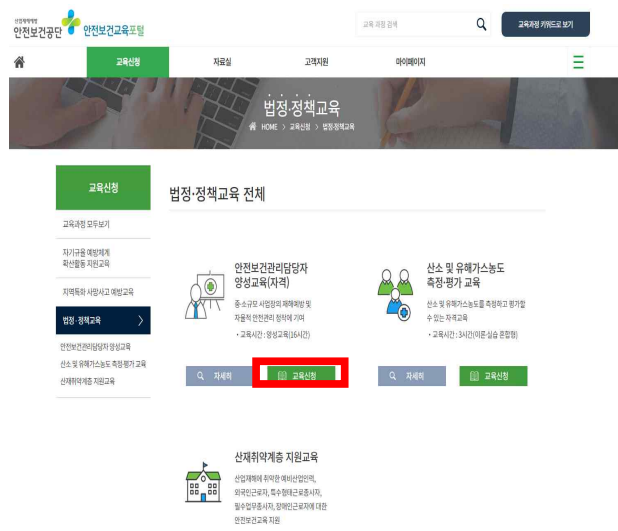 산업재해예방
안전보건공단 안전보건교육포털
교육 과정 검색
교육과정 키워드로 보기
교육신청 자료실 고객지원 마이페이지
법정·정책교육
HOME > 교육신청 > 법정·정책교육
교육신청
교육과정 모두보기
자기규율 예방체계
확산활동 지원교육
지역특화 사망사고 예방교육
법정·정책교육
안전보건관리담당자 양성교육
산소 및 유해가스농도 측정·평가 교육
산재취약계층 지원교육
법정·정책교육 전체
안전보건관리담당자
양성교육(자격)
중·소규모 사업장의 재해예방 및
자율적 안전관리 정착에 기여
· 교육시간 : 양성교육(16시간)
자세히 교육신청
산소 및 유해가스농도
측정·평가 교육
산소 및 유해가스농도를 측정하고 평가할
수 있는 자격교육
· 교육시간 : 3시간(이론·실습 혼합형)
자세히 교육신청
산재취약계층 지원교육
산업재해에 취약한 예비산업인력,
외국인근로자, 특수형태근로종사자,
필수업무종사자, 장애인근로자에 대한
안전보건교육 지원